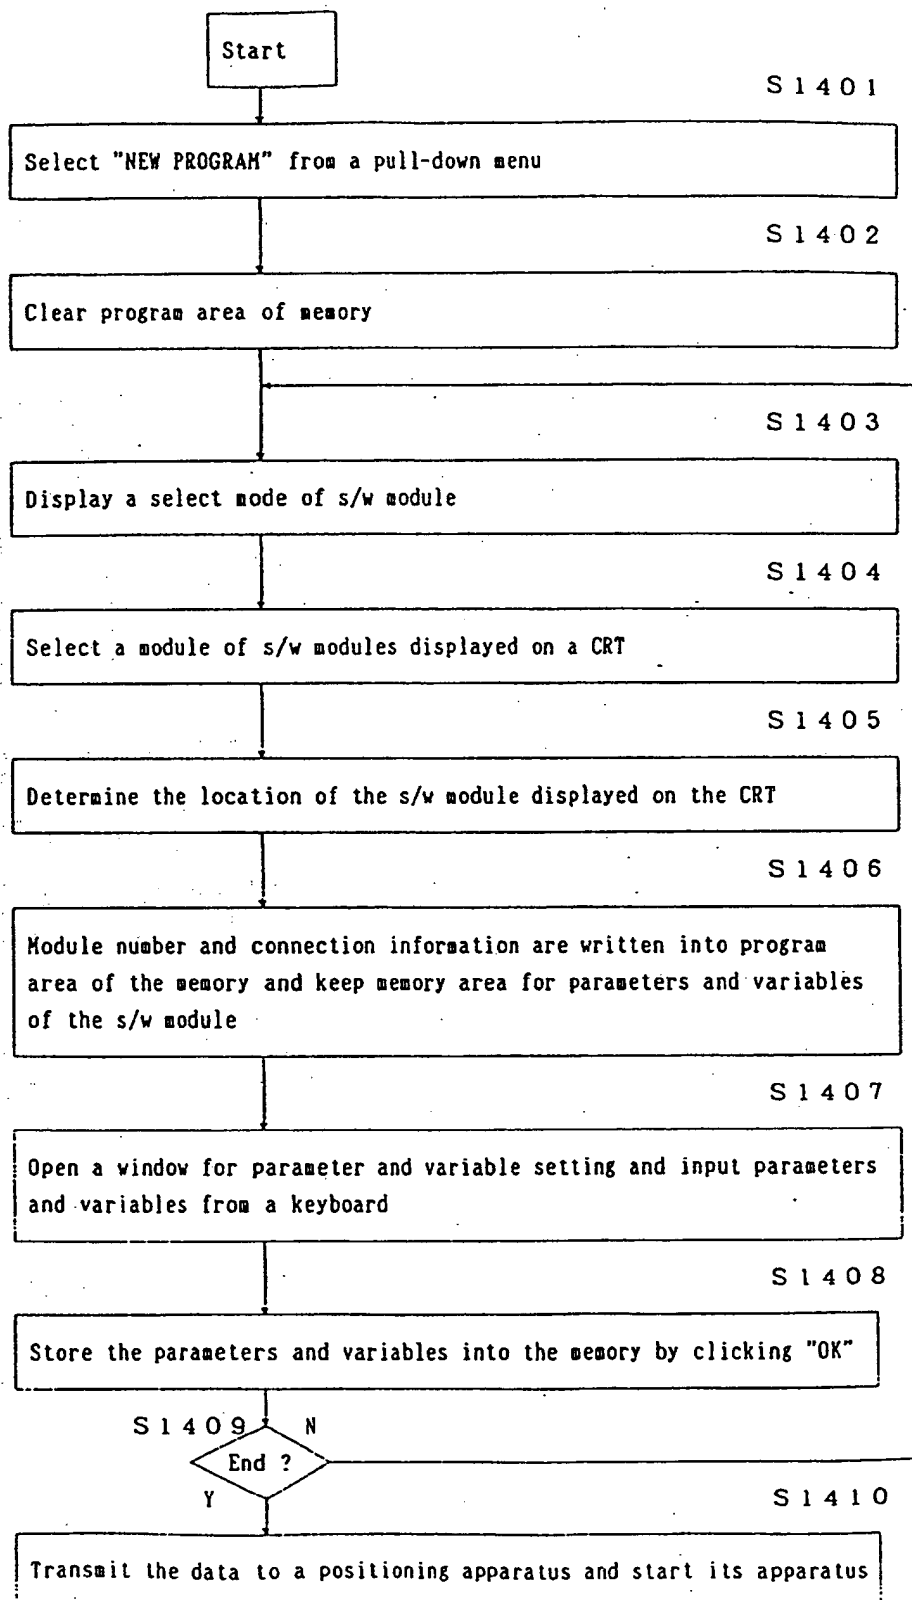 Start
S1401
Select "NEW PROGRAM" from a pull-down menu
S1402
Clear program area of memory
S1403
Display a select mode of s/w module
S1404
Select a module of s/w modules displayed on a CRT
S1405
Determine the location of the s/w module displayed on the CRT
S1406
Module number and connection information are written into program
area of the memory and keep memory area for parameters and variables
of the s/w module
S1407
Open a window for parameter and variable setting and input parameters
and variables from a keyboard
S1408
Store the parameters and variables into the memory by clicking "OK"
S1409 N
End ?
Y
S1410
Transmit the data to a positioning apparatus and start its apparatus